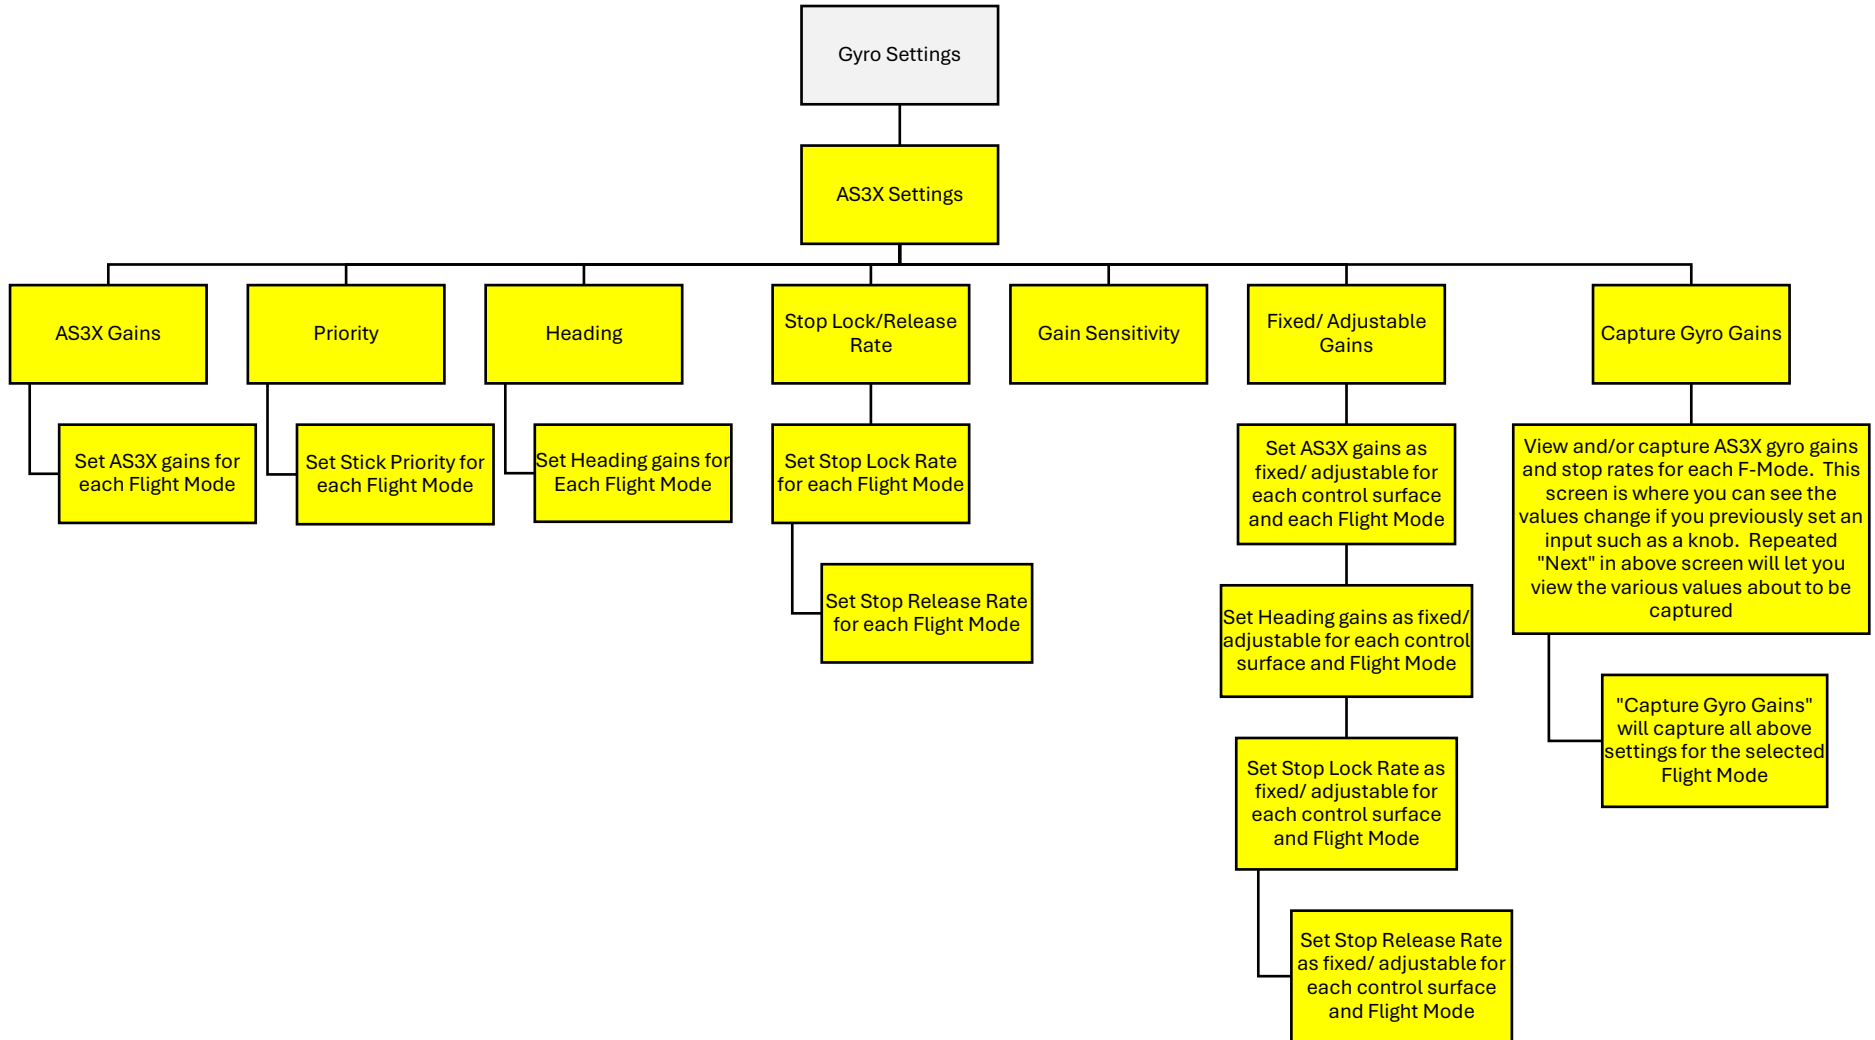 Gyro Settings
AS3X Settings
AS3X Gains
Priority
Heading
Stop Lock/Release
Rate
Gain Sensitivity
Fixed/ Adjustable
Gains
Capture Gyro Gains
Set AS3X gains for
each Flight Mode
Set Stick Priority for
each Flight Mode
Set Heading gains for
Each Flight Mode
Set Stop Lock Rate
for each Flight Mode
Set Stop Release Rate
for each Flight Mode
Set AS3X gains as
fixed/ adjustable for
each control surface
and each Flight Mode
Set Heading gains as fixed/
adjustable for each control
surface and Flight Mode
Set Stop Lock Rate as
fixed/ adjustable for
each control surface
and Flight Mode
Set Stop Release Rate
as fixed/ adjustable for
each control surface
and Flight Mode
View and/or capture AS3X gyro gains
and stop rates for each F-Mode.  This
screen is where you can see the
values change if you previously set an
input such as a knob.  Repeated
"Next" in above screen will let you
view the various values about to be
captured
"Capture Gyro Gains"
will capture all above
settings for the selected
Flight Mode